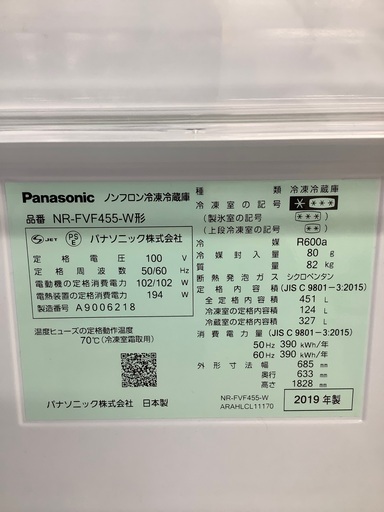 Panasonic ノンフロン冷凍冷蔵庫
品番 NR-FVF455-W形
JET PSE パナソニック株式会社
定格電圧 100 V
定格周波数 50/60 Hz
電動機の定格消費電力 102/102 W
電熱装置の定格消費電力 194 W
製造番号 A9006218
温度ヒューズの定格動作温度
70℃(冷凍室霜取用)
パナソニック株式会社 日本製
種類 冷凍冷蔵庫
冷凍室の記号 * ***
(製氷室の記号) ***
(上段冷凍室の記号) ***
冷媒 R600a
冷媒封入量 80 g
質量 82 kg
断熱発泡ガス シクロペンタン
定格内容積 (JIS C 9801-3:2015)
全定格内容積 451 L
冷凍室の定格内容積 124 L
冷蔵室の定格内容積 327 L
消費電力量 (JIS C 9801-3:2015)
50Hz 390 kWh/年
60Hz 390 kWh/年
外形寸法 幅 685 mm
奥行 633 mm
高さ 1828 mm
NR-FVF455-W
ARAHLCL11170
2019 年製